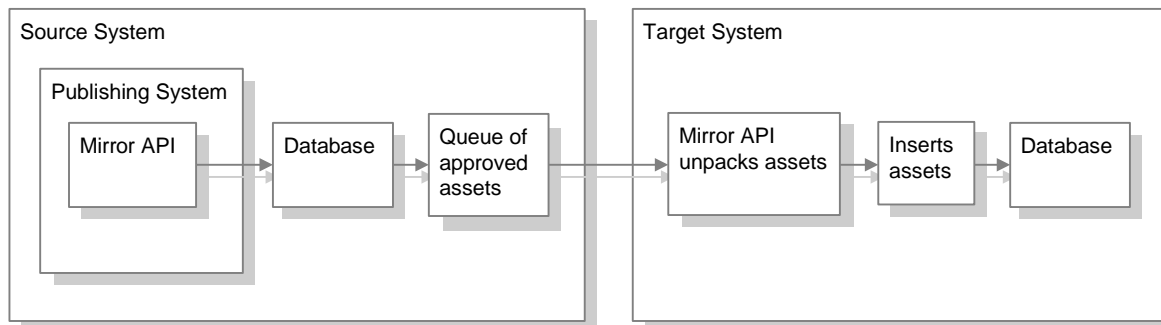 Source System
Publishing System
Mirror API
Database
Queue of
approved
assets
Target System
Mirror API
unpacks assets
Inserts
assets
Database